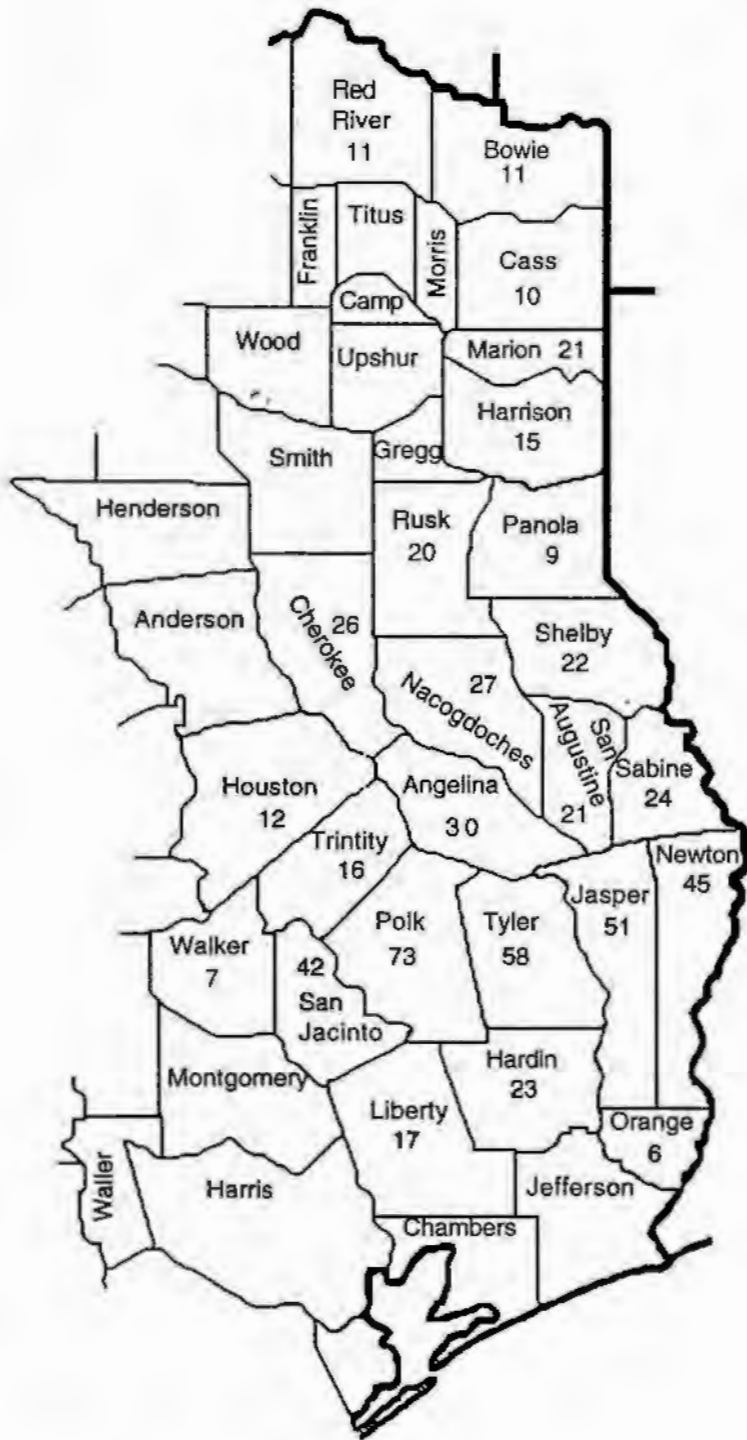 Red
River
11
Bowie
11
Franklin
Titus
Morris
Cass
10
Camp
Wood
Upshur
Marion 21
Harrison
15
Smith
Gregg
Henderson
Rusk
20
Panola
9
Anderson
Cherokee
26
Shelby
22
Nacogdoches
27
San
Augustine
21
Sabine
24
Houston
12
Angelina
30
Trintity
16
Newton
45
Jasper
51
Polk
73
Tyler
58
Walker
7
42
San
Jacinto
Hardin
23
Montgomery
Liberty
17
Orange
6
Waller
Harris
Jefferson
Chambers